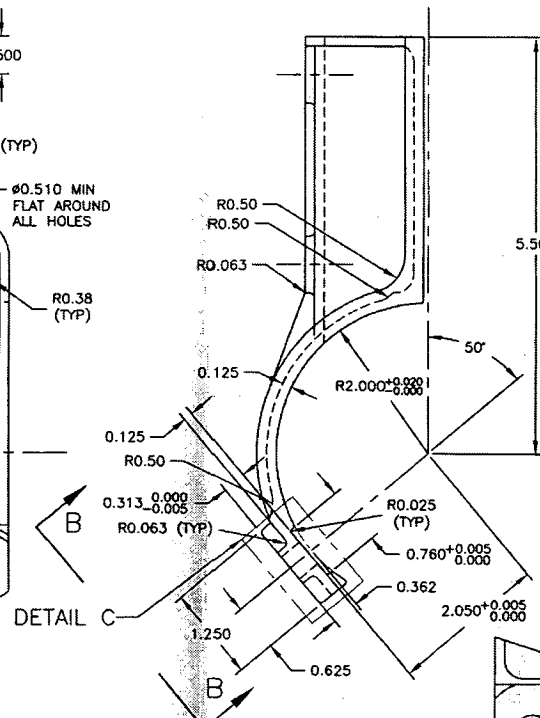 (TYP)
Ø0.510 MIN
FLAT AROUND
ALL HOLES
R0.38
(TYP)
R0.50
R0.50
R0.063
5.50
50°
0.125
R2.000+0.020
-0.000
0.125
R0.50
0.313 0.000
-0.005
R0.063 (TYP)
R0.025
(TYP)
0.760+0.005
0.000
0.362
2.050+0.005
0.000
B
DETAIL C
1.250
0.625
B